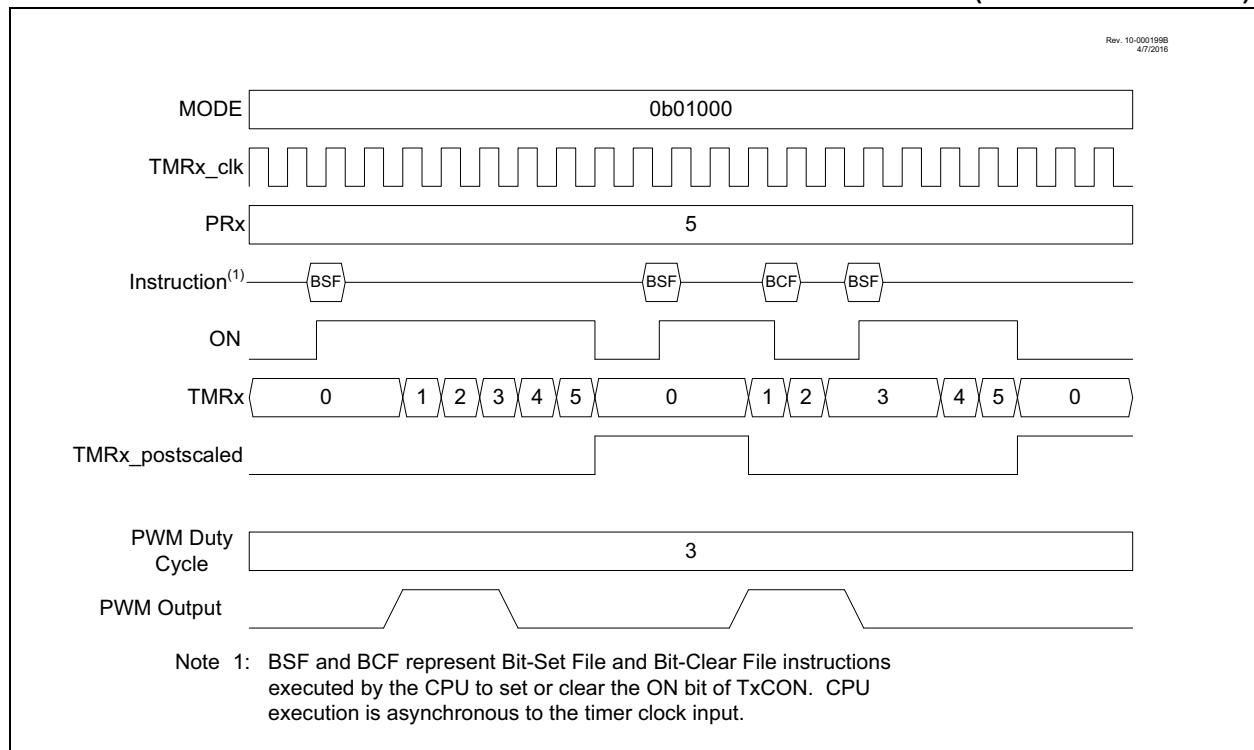 Rev. 10-000199B
4/7/2016
MODE 0b01000
TMRx_clk
PRx 5
Instruction(1) BSF BSF BCF BSF
ON
TMRx 0 1 2 3 4 5 0 1 2 3 4 5 0
TMRx_postscaled
PWM Duty
Cycle 3
PWM Output
Note 1: BSF and BCF represent Bit-Set File and Bit-Clear File instructions
executed by the CPU to set or clear the ON bit of TxCON. CPU
execution is asynchronous to the timer clock input.